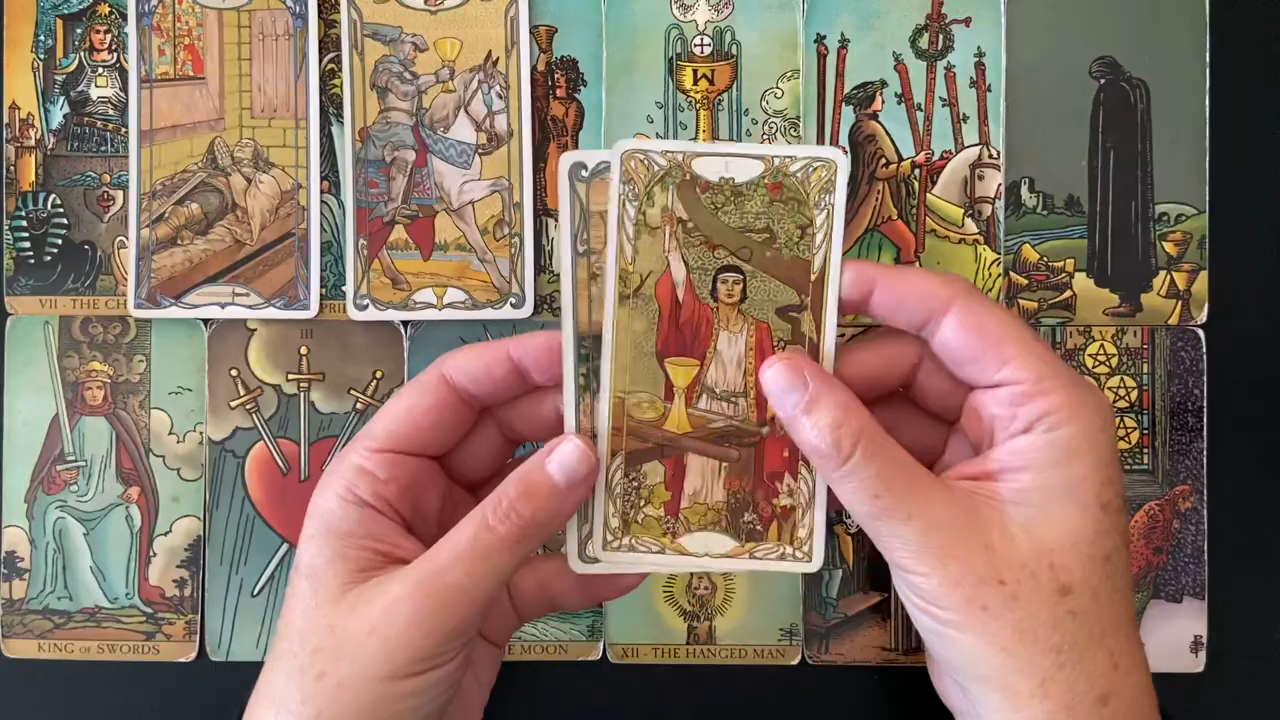 VII - THE CH
KING OF SWORDS
III
E MOON
XII - THE HANGED MAN